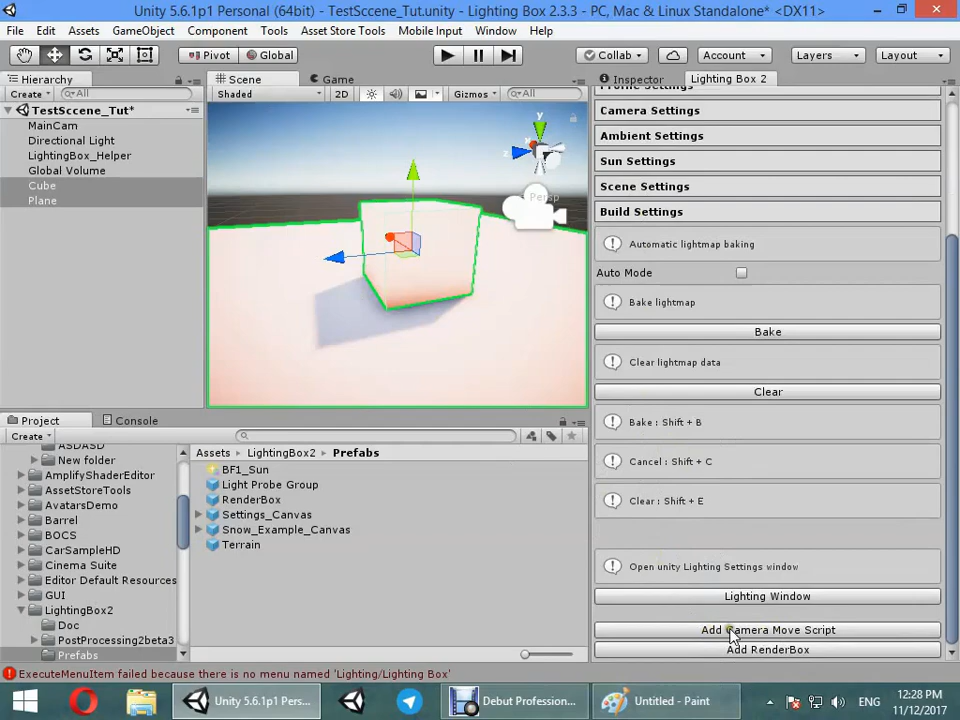 Unity 5.6.1p1 Personal (64bit) - TestSccene_Tut.unity - Lighting Box 2.3.3 - PC, Mac & Linux Standalone* <DX11>
File Edit Assets GameObject Component Tools Asset Store Tools Mobile Input Window Help
Pivot Global Collab Account Layers Layout
Hierarchy
Create All
TestSccene_Tut*
MainCam
Directional Light
LightingBox_Helper
Global Volume
Cube
Plane
Scene Game
Shaded 2D Gizmos All
y
x
z
Persp
Inspector Lighting Box 2
Profile Settings
Camera Settings
Ambient Settings
Sun Settings
Scene Settings
Build Settings
Automatic lightmap baking
Auto Mode
Bake lightmap
Bake
Clear lightmap data
Clear
Bake : Shift + B
Cancel : Shift + C
Clear : Shift + E
Open unity Lighting Settings window
Lighting Window
Add Camera Move Script
Add RenderBox
Project Console
Create
ASDASD
New folder
AmplifyShaderEditor
AssetStoreTools
AvatarsDemo
Barrel
BOCS
CarSampleHD
Cinema Suite
Editor Default Resources
GUI
LightingBox2
Doc
PostProcessing2beta3
Prefabs
Assets LightingBox2 Prefabs
BF1_Sun
Light Probe Group
RenderBox
Settings_Canvas
Snow_Example_Canvas
Terrain
ExecuteMenuItem failed because there is no menu named 'Lighting/Lighting Box'
Unity 5.6.1p1 Pers... Debut Profession... Untitled - Paint ENG 12:28 PM
11/12/2017